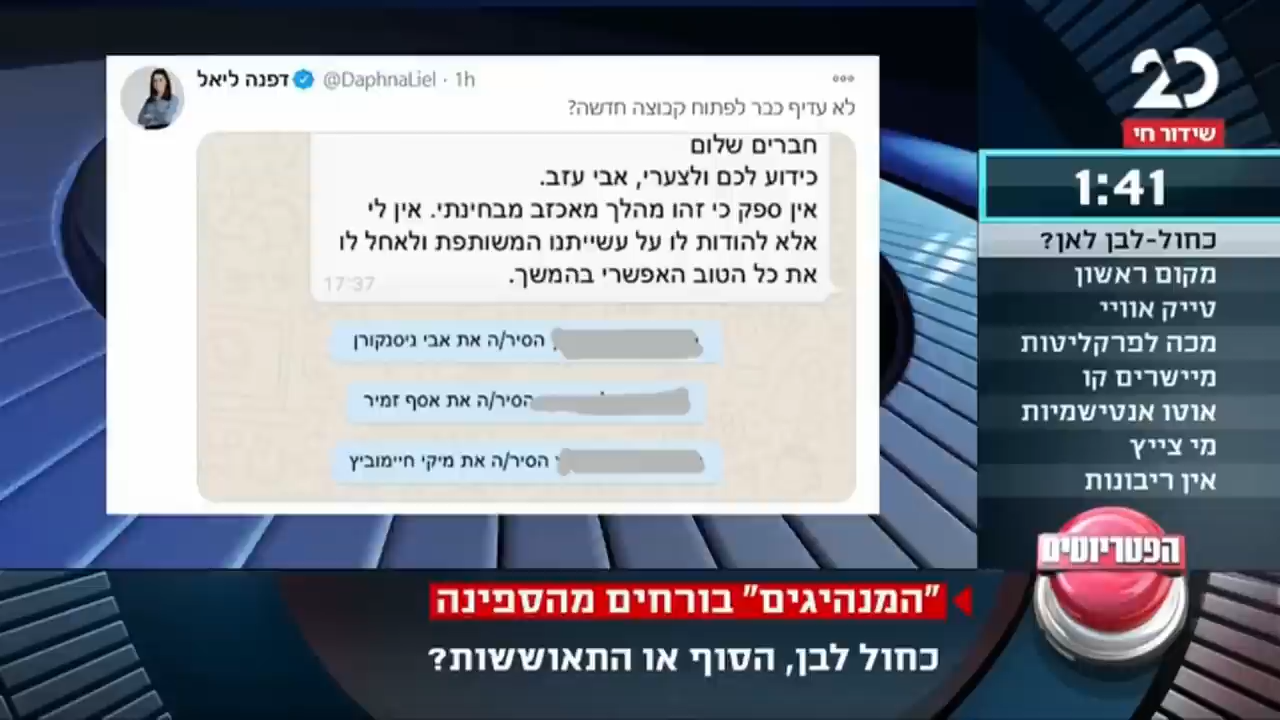 דפנה ליאל @DaphnaLiel · 1h
לא עדיף כבר לפתוח קבוצה חדשה?
חברים שלום
כידוע לכם ולצערי, אבי עזב.
אין ספק כי זהו מהלך מאכזב מבחינתי. אין לי
אלא להודות לו על עשייתנו המשותפת ולאחל לו
את כל הטוב האפשרי בהמשך.
17:37
הסיר/ה את אבי ניסנקורן
הסיר/ה את אסף זמיר
הסיר/ה את מיקי חיימוביץ
20
שידור חי
1:41
כחול-לבן לאן?
מקום ראשון
טייק אוויי
מכה לפרקליטות
מיישרים קו
אוטו אנטישמיות
מי צייץ
אין ריבונות
הפטריוטים
"המנהיגים" בורחים מהספינה
כחול לבן, הסוף או התאוששות?